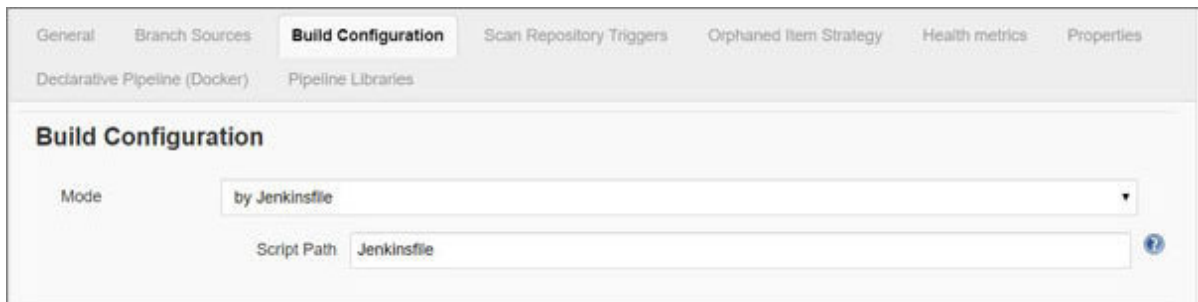 General Branch Sources Build Configuration Scan Repository Triggers Orphaned Item Strategy Health metrics Properties
Declarative Pipeline (Docker) Pipeline Libraries
Build Configuration
Mode by Jenkinsfile
Script Path Jenkinsfile